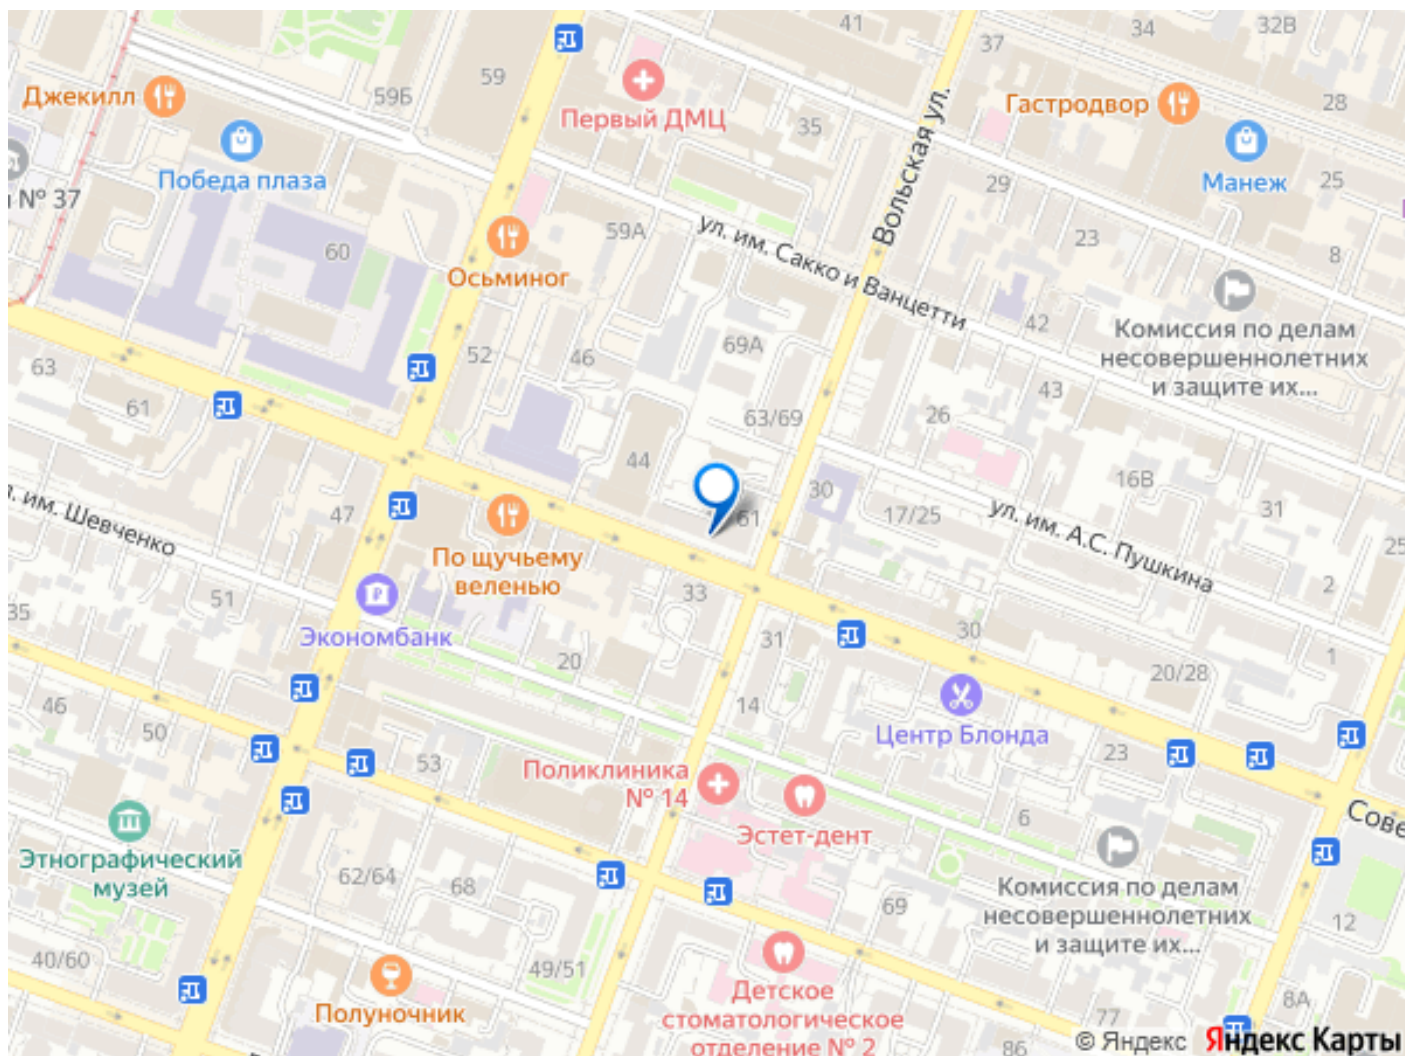 41
34
32В
37
59
59Б
28
Джекилл
Первый ДМЦ
35
Гастродвор
Вольская ул.
Победа плаза
Манеж
25
29
№ 37
59А
ул. им. Сакко и Ванцетти
23
60
8
Осьминог
42
Комиссия по делам
несовершеннолетних
и защите их...
52
46
69А
63
43
61
63/69
26
44
16В
30
31
47
61
17/25
ул. им. А.С. Пушкина
им. Шевченко
25
По щучьему
веленью
33
2
51
35
Экономбанк
31
30
1
20
20/28
46
14
50
Центр Блонда
23
53
Поликлиника
№ 14
6
Эстет-дент
Сове
Этнографический
музей
62/64
68
Комиссия по делам
несовершеннолетних
и защите их...
69
12
40/60
49/51
Полуночник
Детское
стоматологическое
отделение № 2
8А
77
86
© Яндекс Яндекс Карты